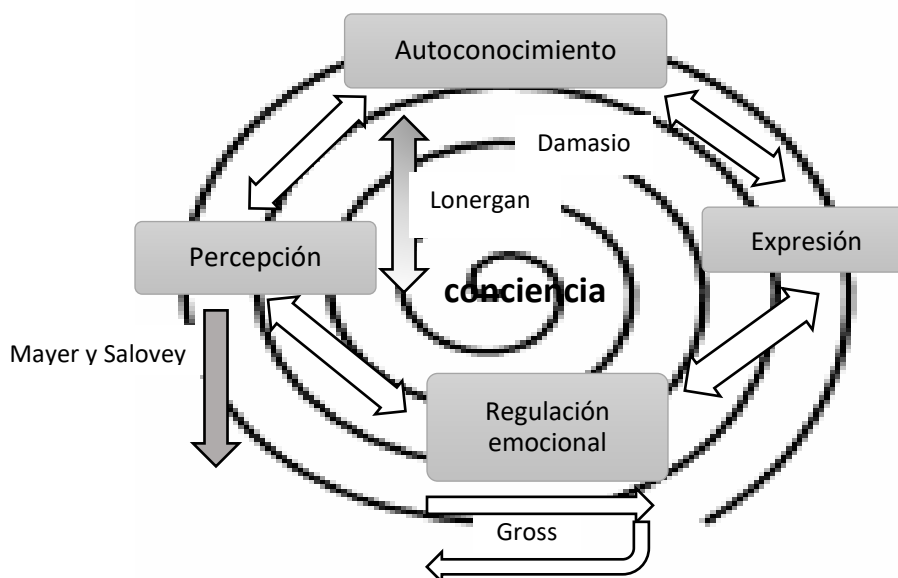 Autoconocimiento
Damasio
Lonergan
Percepción
Expresión
conciencia
Mayer y Salovey
Regulación
emocional
Gross